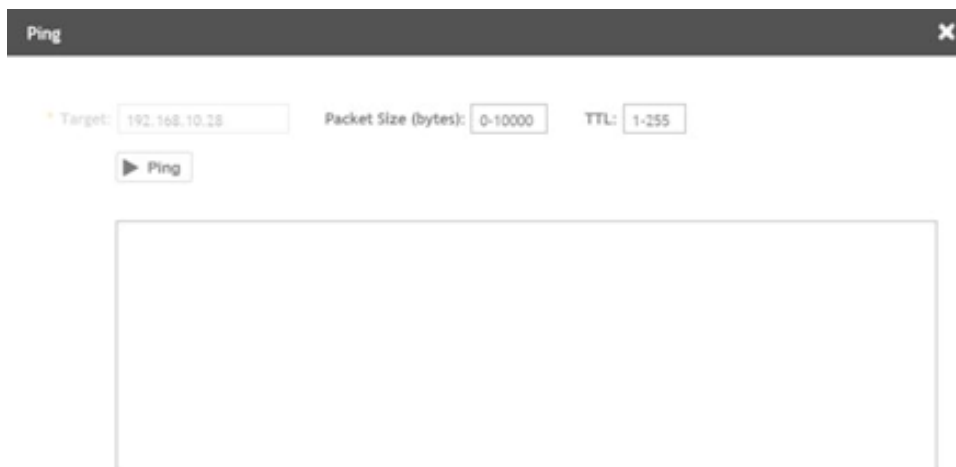 Ping
* Target: 192.168.10.28 Packet Size (bytes): 0-10000 TTL: 1-255
Ping